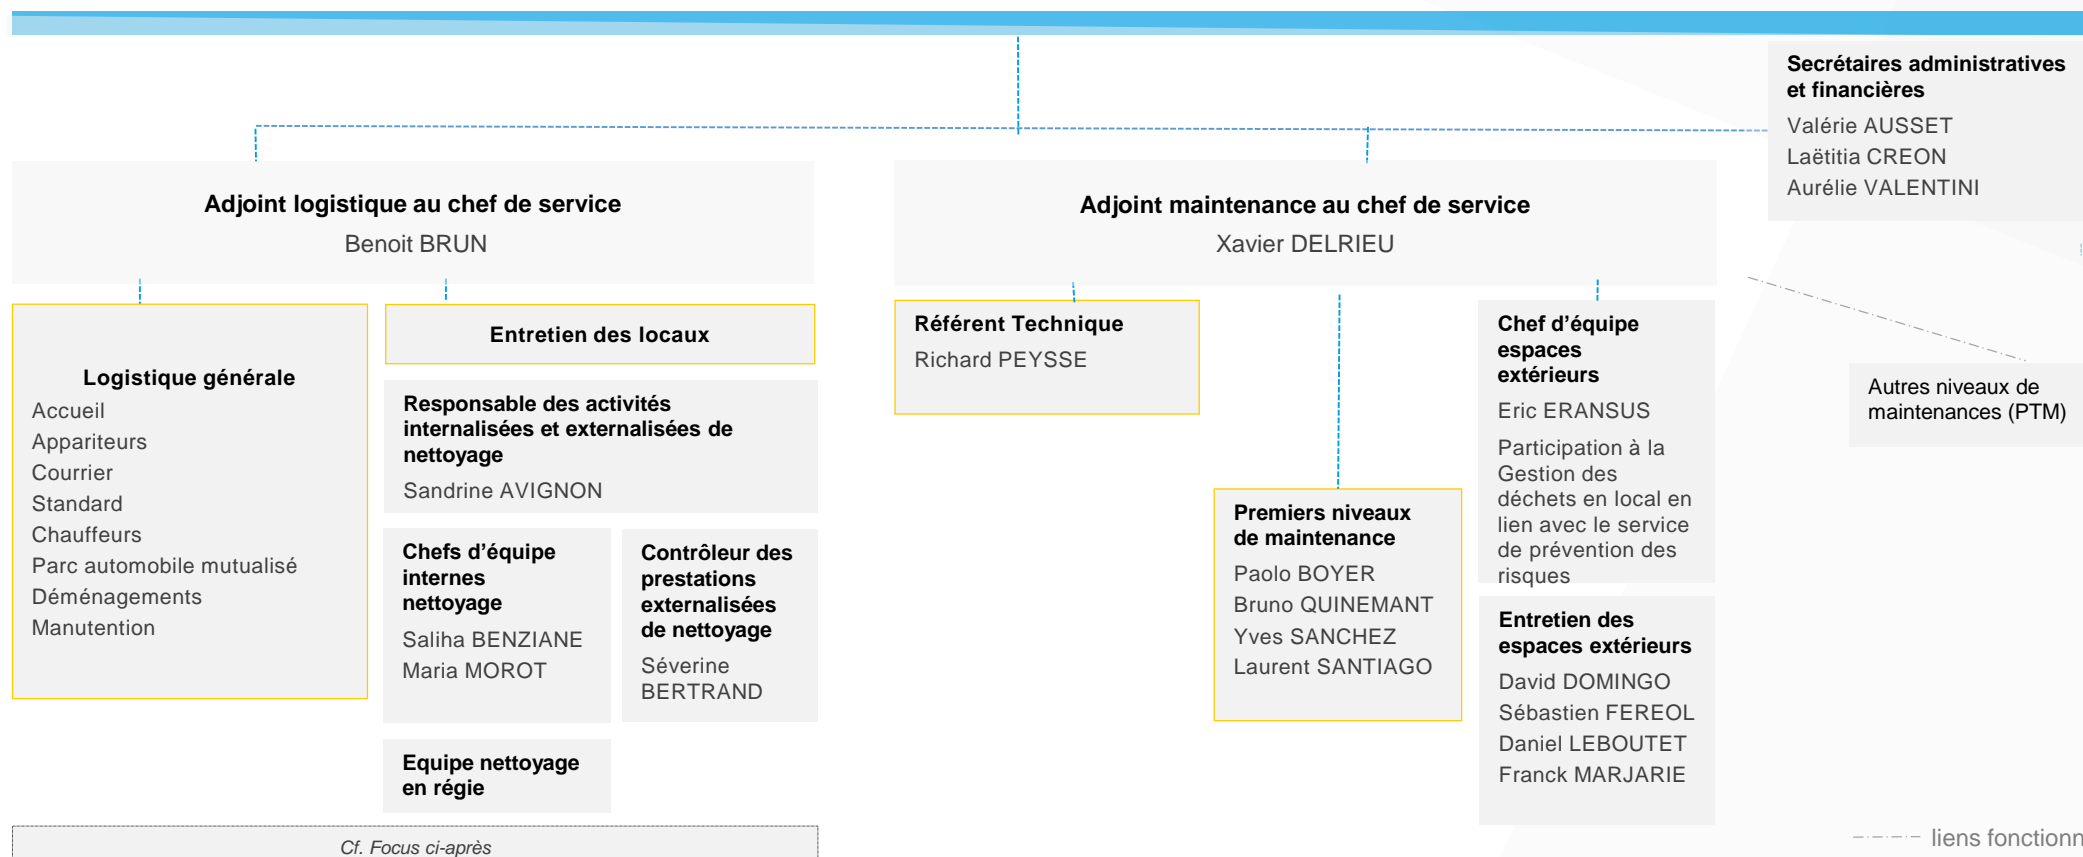 Secrétaires administratives
et financières
Valérie AUSSET
Laëtitia CREON
Aurélie VALENTINI
Adjoint logistique au chef de service
Benoit BRUN
Adjoint maintenance au chef de service
Xavier DELRIEU
Logistique générale
Accueil
Appariteurs
Courrier
Standard
Chauffeurs
Parc automobile mutualisé
Déménagements
Manutention
Entretien des locaux
Responsable des activités
internalisées et externalisées de
nettoyage
Sandrine AVIGNON
Chefs d’équipe
internes
nettoyage
Saliha BENZIANE
Maria MOROT
Contrôleur des
prestations
externalisées
de nettoyage
Séverine
BERTRAND
Equipe nettoyage
en régie
Cf. Focus ci-après
Référent Technique
Richard PEYSSE
Premiers niveaux
de maintenance
Paolo BOYER
Bruno QUINEMANT
Yves SANCHEZ
Laurent SANTIAGO
Chef d’équipe
espaces
extérieurs
Eric ERANSUS
Participation à la
Gestion des
déchets en local en
lien avec le service
de prévention des
risques
Entretien des
espaces extérieurs
David DOMINGO
Sébastien FEREOL
Daniel LEBOUTET
Franck MARJARIE
Autres niveaux de
maintenances (PTM)
liens fonctionn